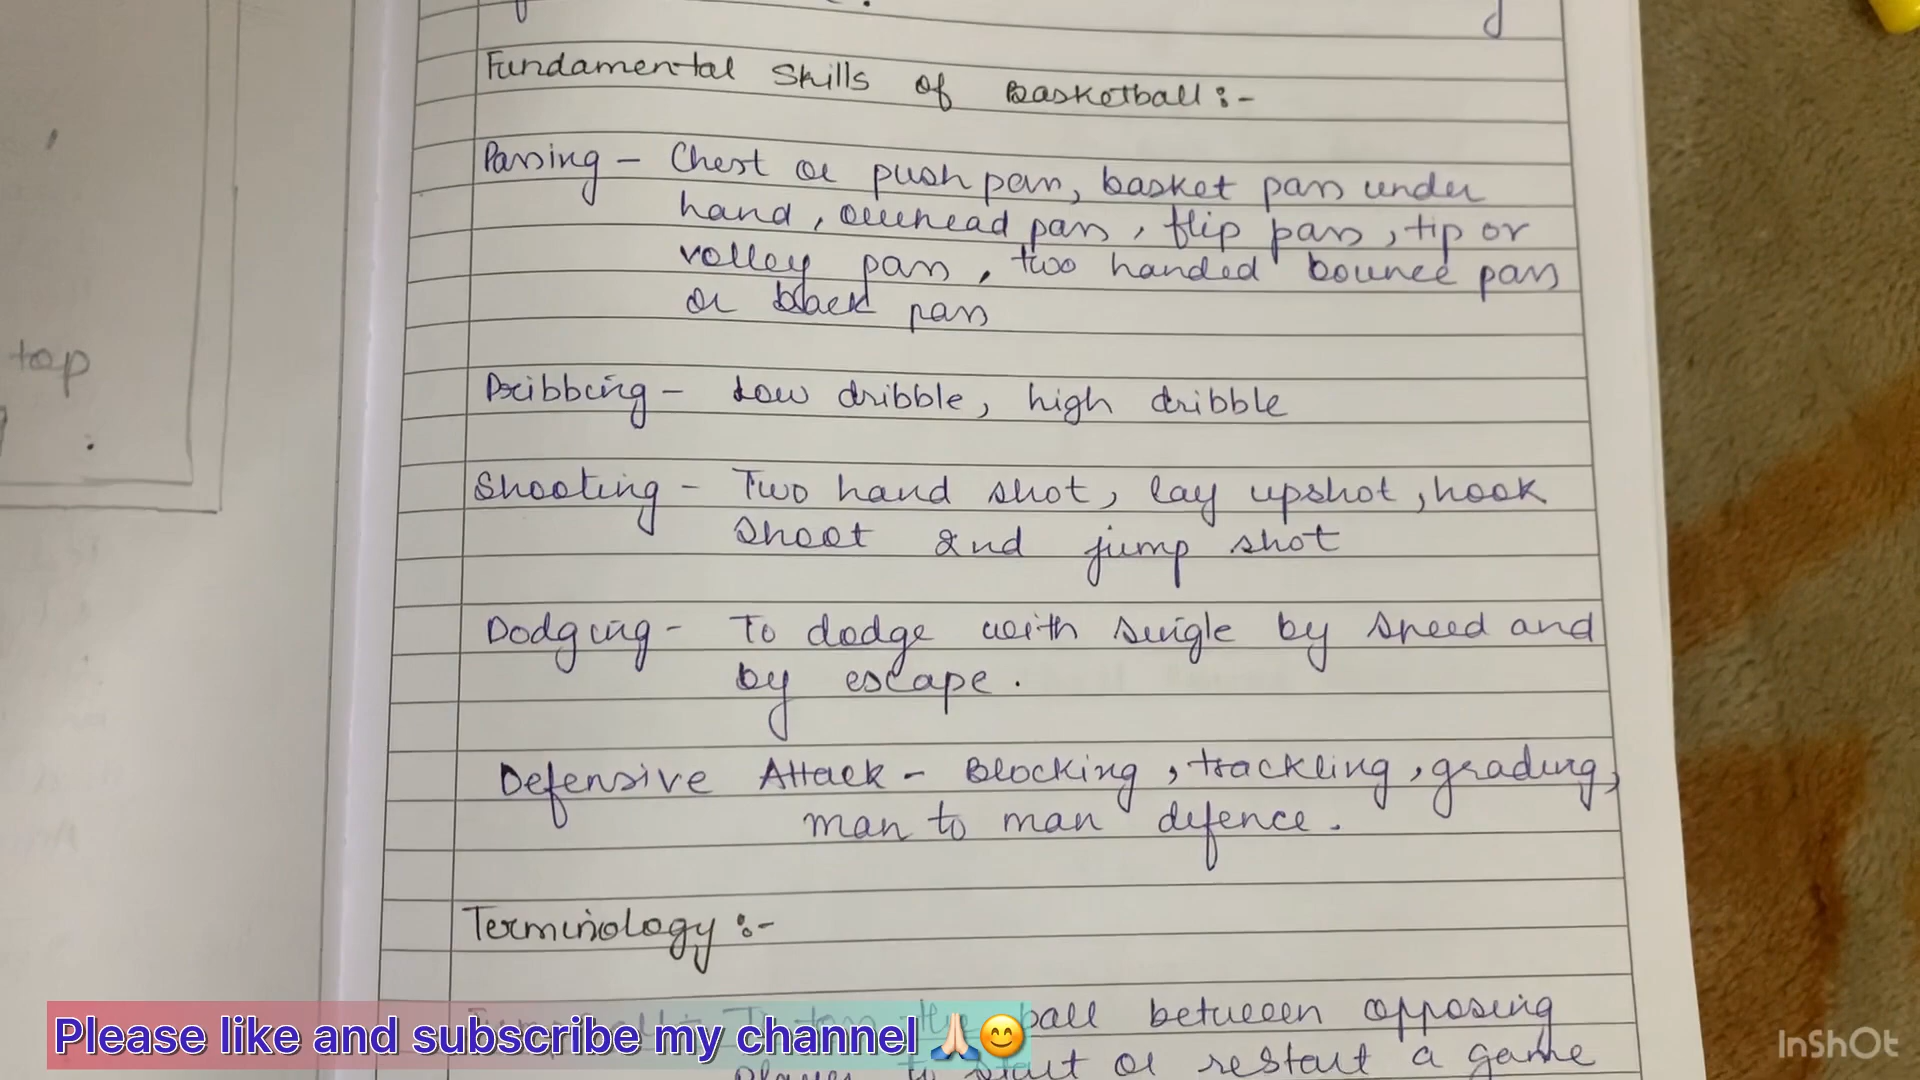 top
Fundamental Skills of Basketball :-
Passing - Chest or push pass, basket pass under
hand, overhead pass, flip pass, tip or
volley pass, two handed bounce pass
or back pass
Dribbcing - Low dribble, high dribble
Shooting - Two hand shot, lay upshot, hook
Shoot and jump shot
Dodging - To dodge with single by speed and
by escape.
Defensive Attack - Blocking, trackling, grading,
man to man defence.
Terminology :-
ball between opposing
to start or restart a game
Please like and subscribe my channel 🙏🏻😊
InShOt